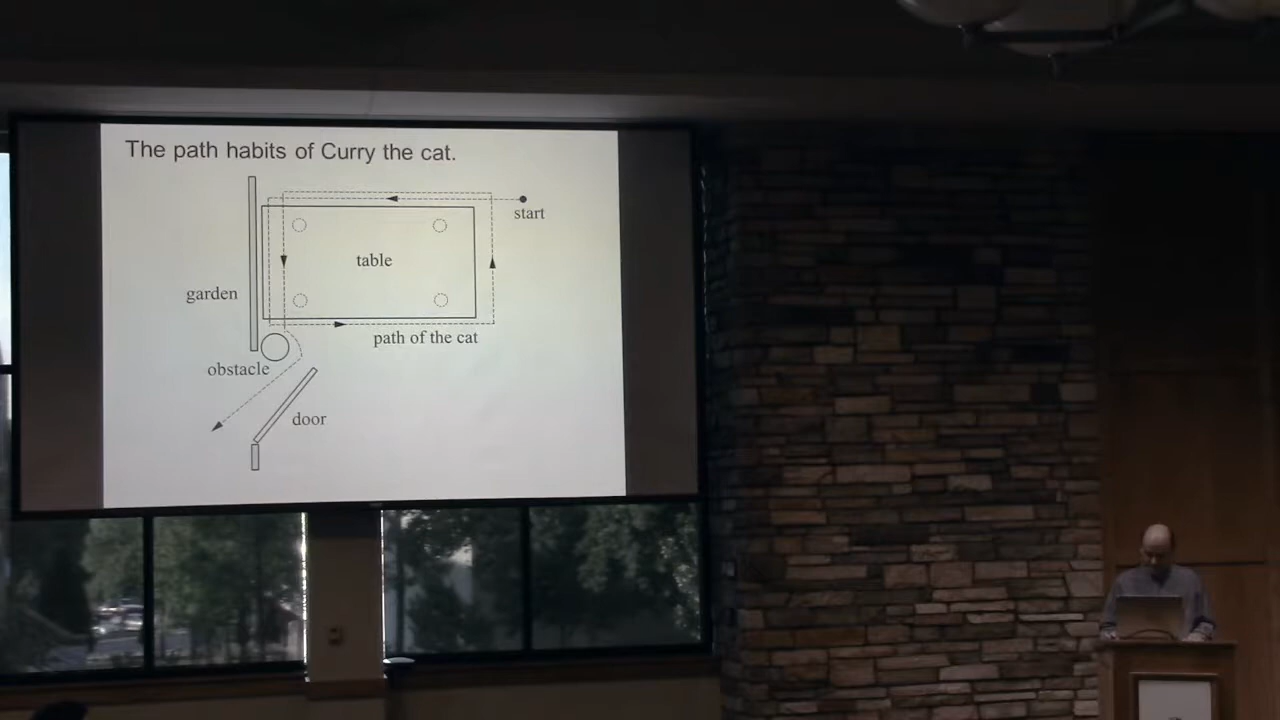 The path habits of Curry the cat.
start
table
garden
path of the cat
obstacle
door